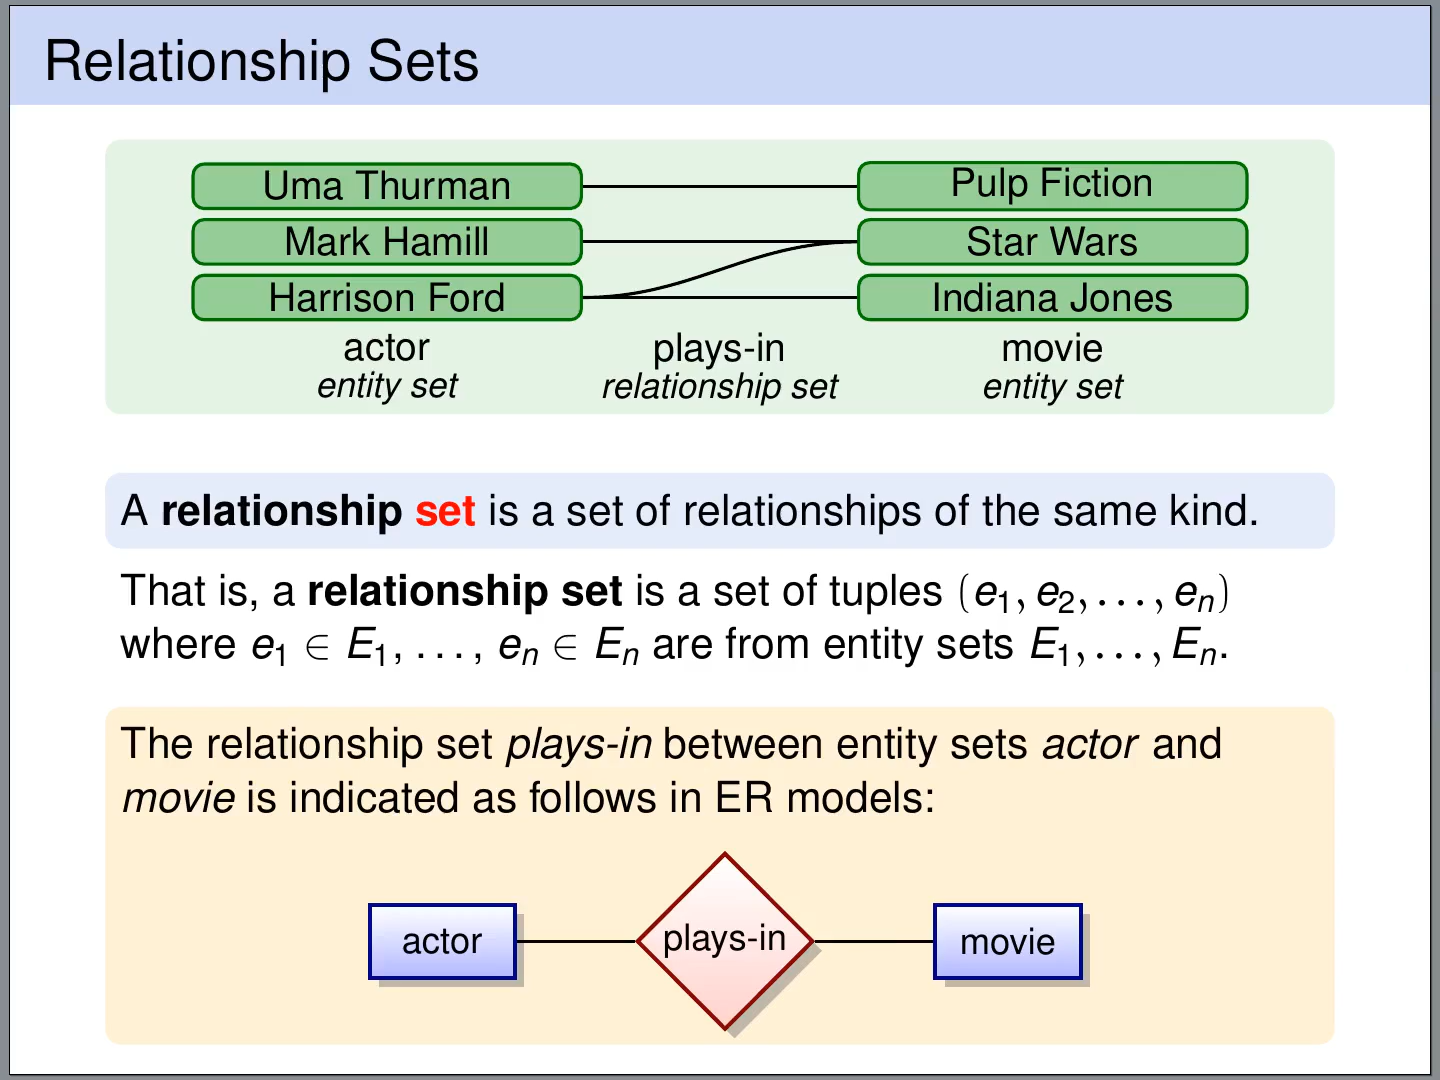 Relationship Sets
Uma Thurman
Pulp Fiction
Mark Hamill
Star Wars
Harrison Ford
Indiana Jones
actor
plays-in
movie
entity set
relationship set
entity set
A relationship set is a set of relationships of the same kind.
That is, a relationship set is a set of tuples (e₁, e₂, . . . , eₙ)
where e₁ ∈ E₁, . . . , eₙ ∈ Eₙ are from entity sets E₁, . . . , Eₙ.
The relationship set plays-in between entity sets actor and
movie is indicated as follows in ER models:
actor
plays-in
movie